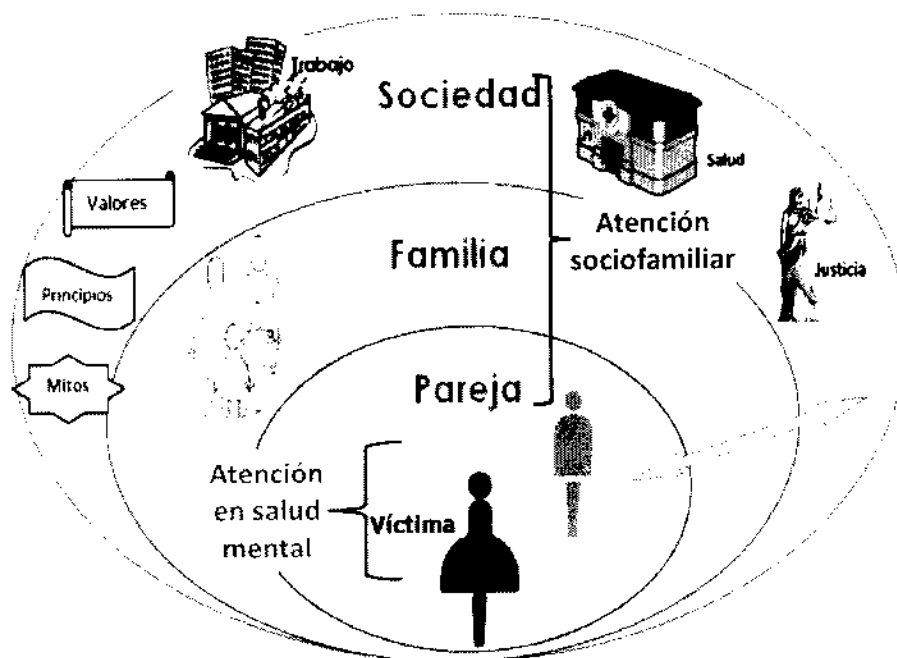 Trabajo
Sociedad
Salud
Valores
Familia
Atención
sociofamiliar
Justicia
Principios
Mitos
Pareja
Atención
en salud
mental
Víctima